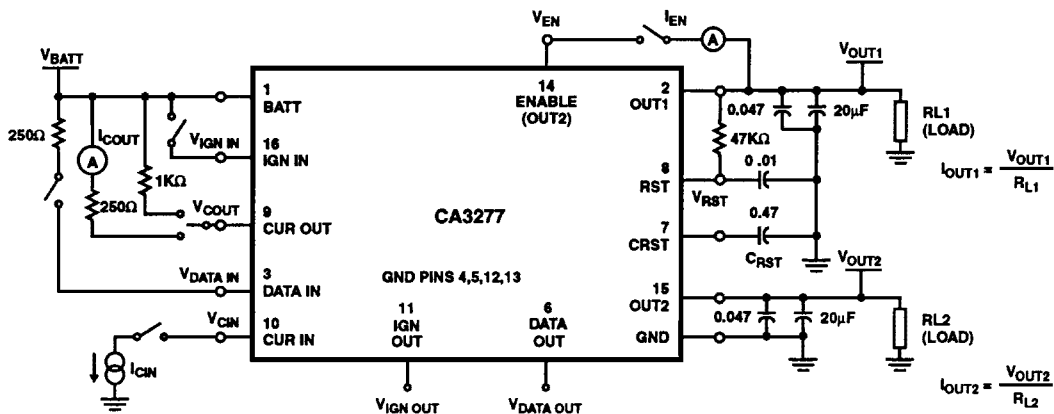 VEN
IEN
A
VBATT
VOUT1
1
BATT
14
ENABLE
(OUT2)
2
OUT1
0.047
20µF
RL1
(LOAD)
250Ω
ICOUT
A
VIGN IN
16
IGN IN
47KΩ
1KΩ
8
RST
0 .01
VRST
IOUT1 = VOUT1
RL1
250Ω
VCOUT
9
CUR OUT
CA3277
7
CRST
0.47
CRST
VDATA IN
3
DATA IN
GND PINS 4,5,12,13
15
OUT2
VOUT2
VCIN
10
CUR IN
11
IGN
OUT
6
DATA
OUT
GND
0.047
20µF
RL2
(LOAD)
ICIN
VIGN OUT
VDATA OUT
IOUT2 = VOUT2
RL2